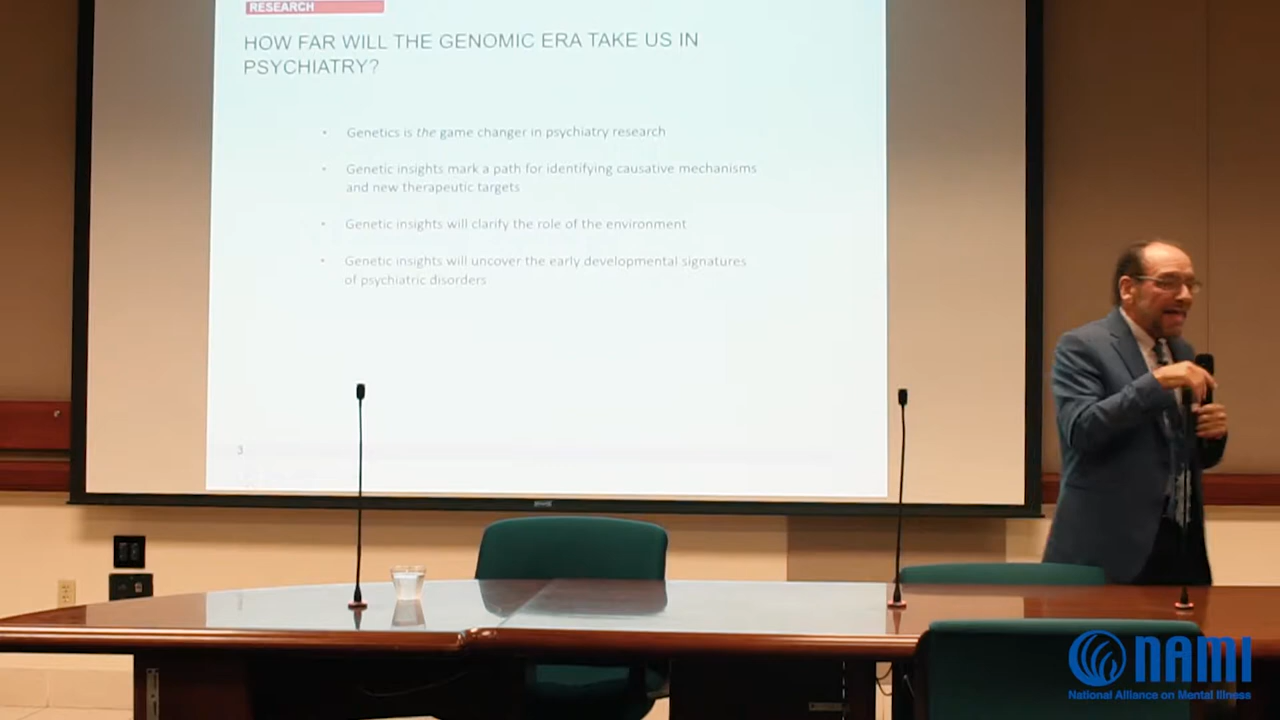 RESEARCH
HOW FAR WILL THE GENOMIC ERA TAKE US IN
PSYCHIATRY?
• Genetics is the game changer in psychiatry research
• Genetic insights mark a path for identifying causative mechanisms
and new therapeutic targets
• Genetic insights will clarify the role of the environment
• Genetic insights will uncover the early developmental signatures
of psychiatric disorders
3
NAMI
National Alliance on Mental Illness